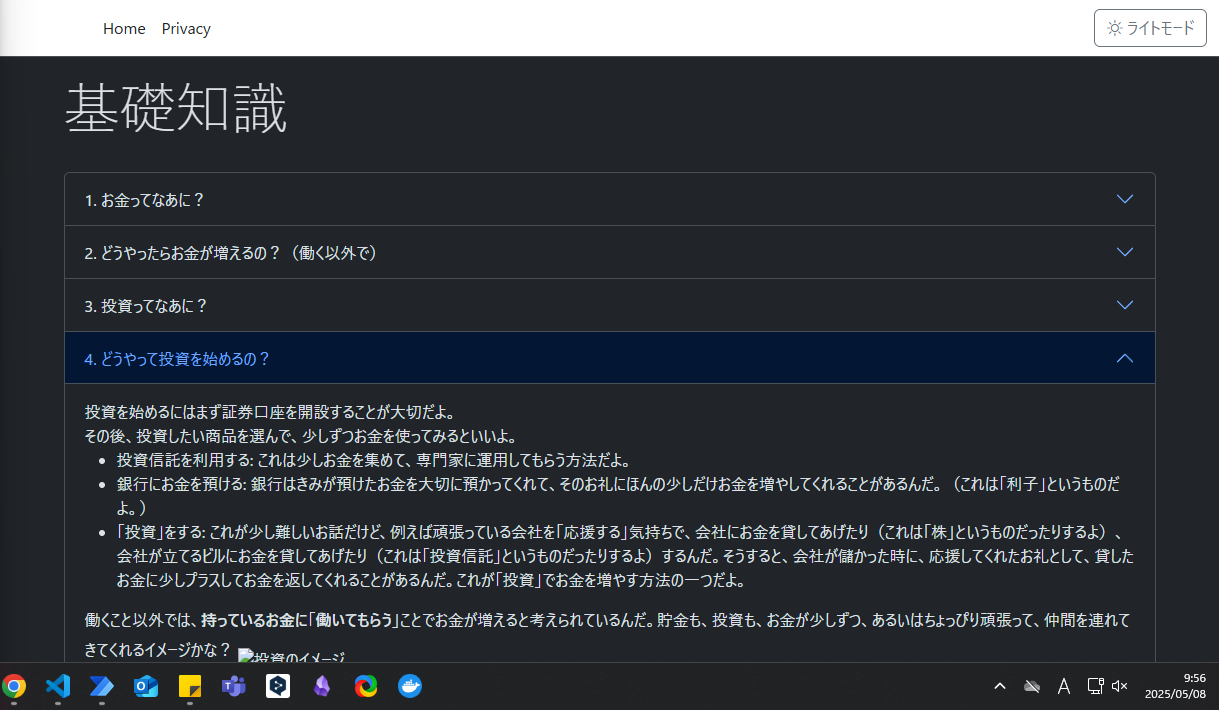 Home Privacy ライトモード
基礎知識
1. お金ってなあに？
2. どうやったらお金が増えるの？（働く以外で）
3. 投資ってなあに？
4. どうやって投資を始めるの？
投資を始めるにはまず証券口座を開設することが大切だよ。
その後、投資したい商品を選んで、少しずつお金を使ってみるといいよ。
投資信託を利用する: これは少しお金を集めて、専門家に運用してもらう方法だよ。
銀行にお金を預ける: 銀行はきみが預けたお金を大切に預かってくれて、そのお礼にほんの少しだけお金を増やしてくれることがあるんだ。（これは「利子」というものだ
よ。）
「投資」をする: これが少し難しいお話だけど、例えば頑張っている会社を「応援する」気持ちで、会社にお金を貸してあげたり（これは「株」というものだったりするよ）、
会社が立てるビルにお金を貸してあげたり（これは「投資信託」というものだったりするよ）するんだ。そうすると、会社が儲かった時に、応援してくれたお礼として、貸した
お金に少しプラスしてお金を返してくれることがあるんだ。これが「投資」でお金を増やす方法の一つだよ。
働くこと以外では、持っているお金に「働いてもらう」ことでお金が増えると考えられているんだ。貯金も、投資も、お金が少しずつ、あるいはちょっぴり頑張って、仲間を連れて
きてくれるイメージかな？ 投資のイメージ
A 9:56
2025/05/08